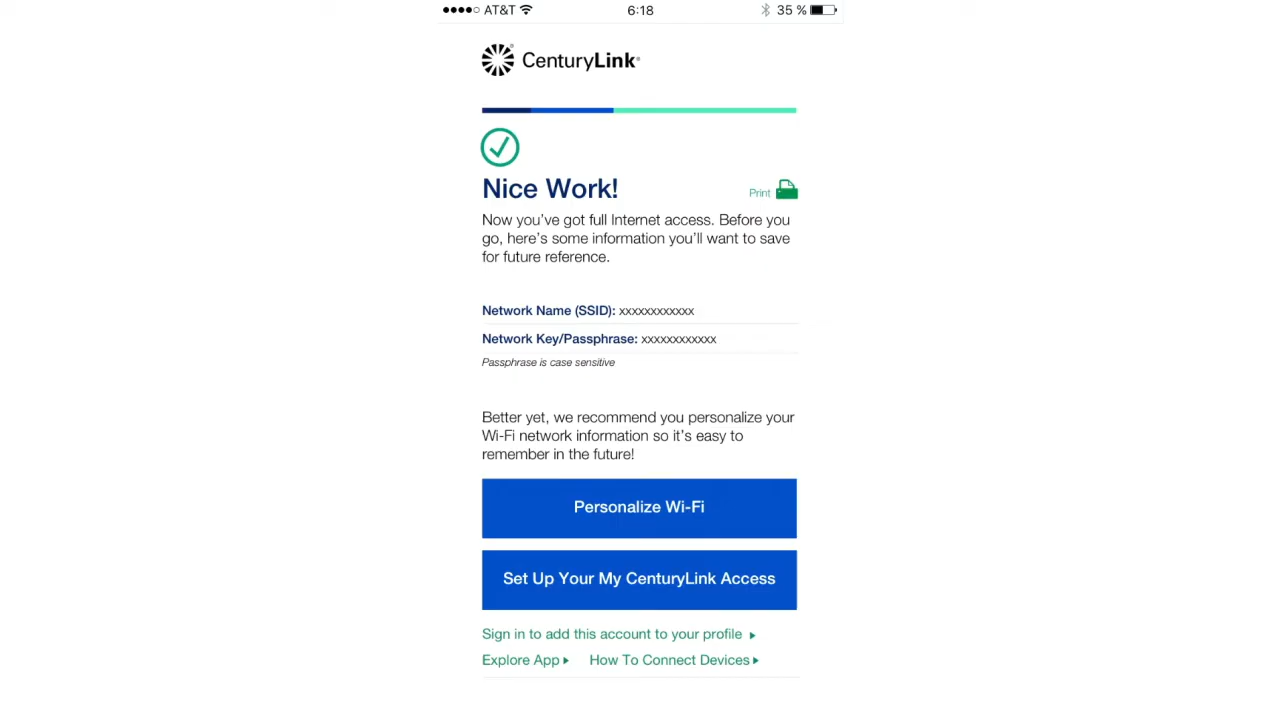 AT&T 6:18 35 %
CenturyLink®
Nice Work!
Print
Now you've got full Internet access. Before you
go, here's some information you'll want to save
for future reference.
Network Name (SSID): xxxxxxxxxxxx
Network Key/Passphrase: xxxxxxxxxxxx
Passphrase is case sensitive
Better yet, we recommend you personalize your
Wi-Fi network information so it's easy to
remember in the future!
Personalize Wi-Fi
Set Up Your My CenturyLink Access
Sign in to add this account to your profile
Explore App How To Connect Devices